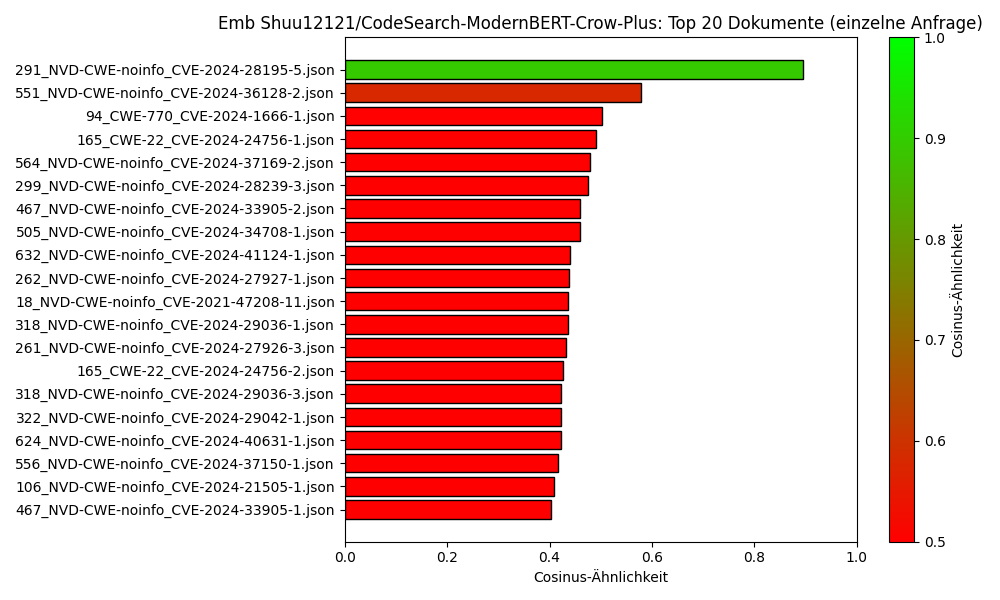 Emb Shuu12121/CodeSearch-ModernBERT-Crow-Plus: Top 20 Dokumente (einzelne Anfrage)
291_NVD-CWE-noinfo_CVE-2024-28195-5.json
551_NVD-CWE-noinfo_CVE-2024-36128-2.json
94_CWE-770_CVE-2024-1666-1.json
165_CWE-22_CVE-2024-24756-1.json
564_NVD-CWE-noinfo_CVE-2024-37169-2.json
299_NVD-CWE-noinfo_CVE-2024-28239-3.json
467_NVD-CWE-noinfo_CVE-2024-33905-2.json
505_NVD-CWE-noinfo_CVE-2024-34708-1.json
632_NVD-CWE-noinfo_CVE-2024-41124-1.json
262_NVD-CWE-noinfo_CVE-2024-27927-1.json
18_NVD-CWE-noinfo_CVE-2021-47208-11.json
318_NVD-CWE-noinfo_CVE-2024-29036-1.json
261_NVD-CWE-noinfo_CVE-2024-27926-3.json
165_CWE-22_CVE-2024-24756-2.json
318_NVD-CWE-noinfo_CVE-2024-29036-3.json
322_NVD-CWE-noinfo_CVE-2024-29042-1.json
624_NVD-CWE-noinfo_CVE-2024-40631-1.json
556_NVD-CWE-noinfo_CVE-2024-37150-1.json
106_NVD-CWE-noinfo_CVE-2024-21505-1.json
467_NVD-CWE-noinfo_CVE-2024-33905-1.json
0.0 0.2 0.4 0.6 0.8 1.0
Cosinus-Ähnlichkeit
1.0
0.9
0.8
0.7
0.6
0.5
Cosinus-Ähnlichkeit